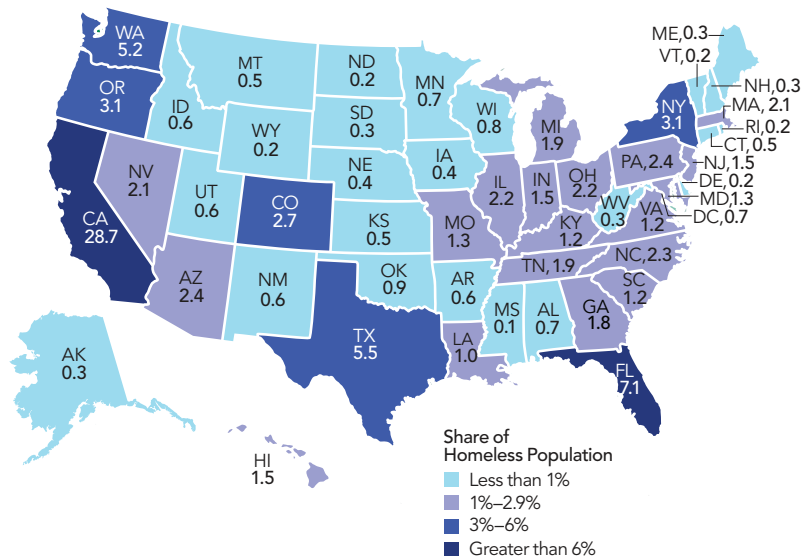 WA
5.2
OR
3.1
CA
28.7
NV
2.1
ID
0.6
MT
0.5
WY
0.2
UT
0.6
AZ
2.4
CO
2.7
NM
0.6
ND
0.2
SD
0.3
NE
0.4
KS
0.5
OK
0.9
TX
5.5
MN
0.7
IA
0.4
MO
1.3
AR
0.6
LA
1.0
WI
0.8
IL
2.2
MI
1.9
IN
1.5
OH
2.2
KY
1.2
TN, 1.9
MS
0.1
AL
0.7
GA
1.8
FL
7.1
SC
1.2
NC, 2.3
VA
1.2
WV
0.3
PA, 2.4
NY
3.1
ME, 0.3
VT, 0.2
NH, 0.3
MA, 2.1
RI, 0.2
CT, 0.5
NJ, 1.5
DE, 0.2
MD, 1.3
DC, 0.7
AK
0.3
HI
1.5
Share of
Homeless Population
Less than 1%
1%–2.9%
3%–6%
Greater than 6%